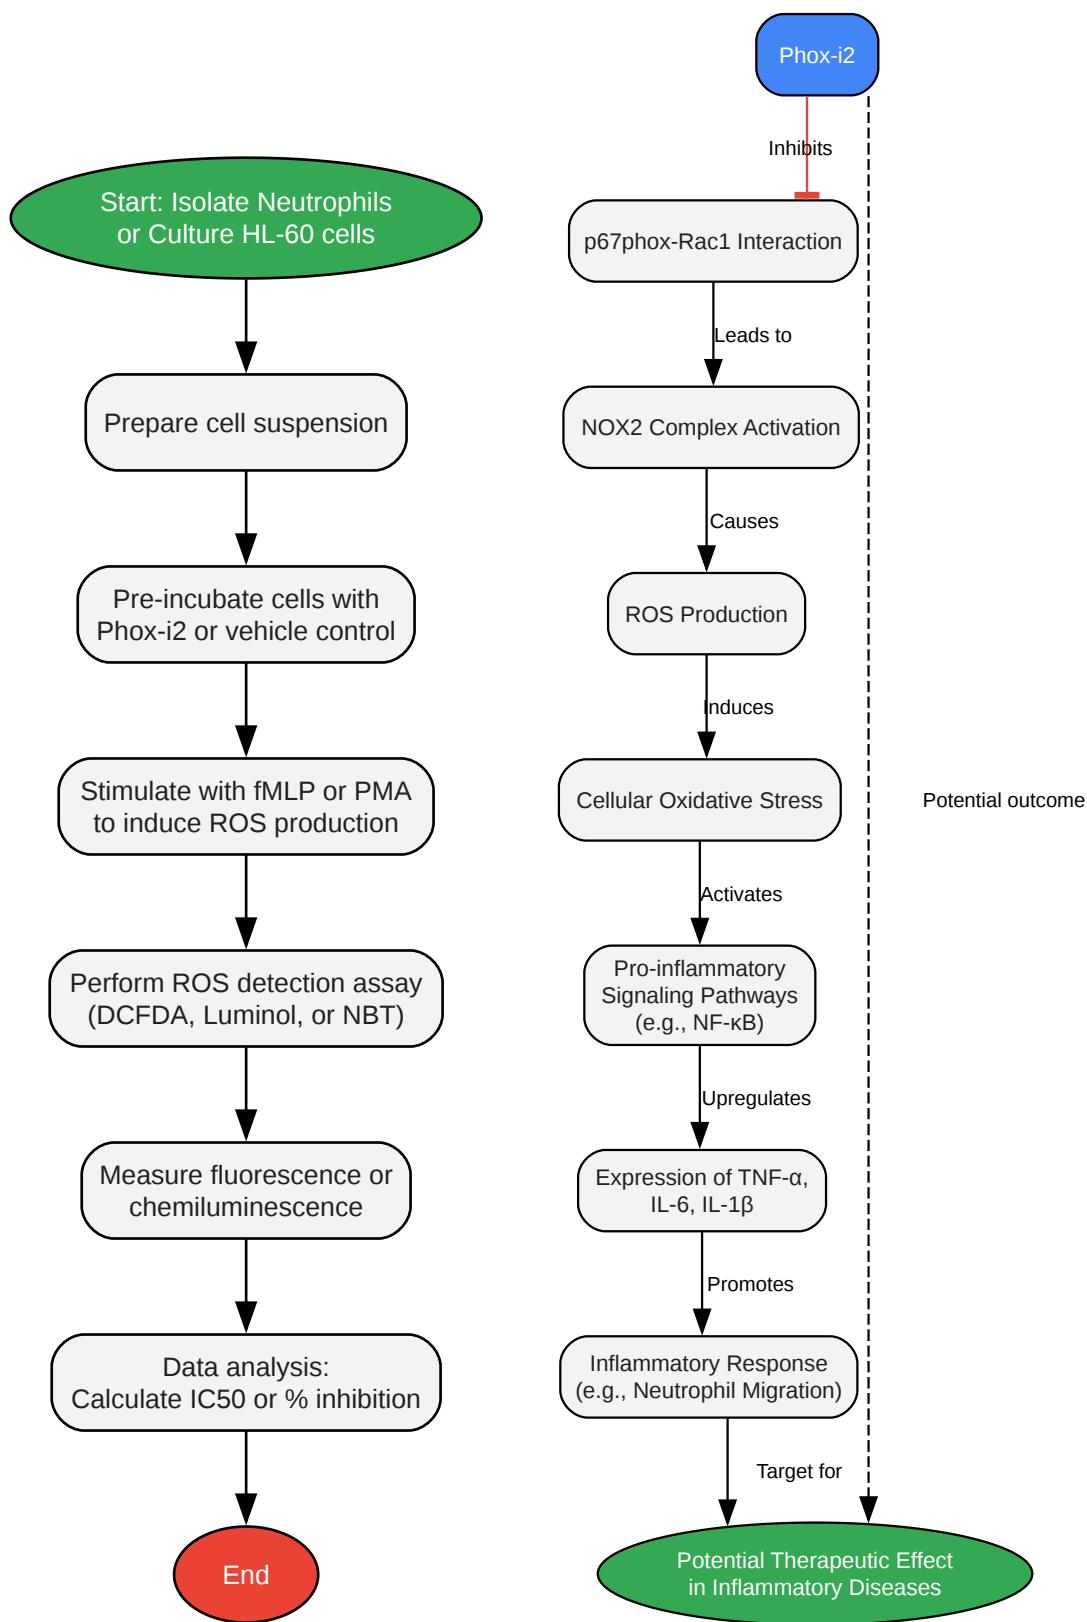 Start: Isolate Neutrophils
or Culture HL-60 cells
Prepare cell suspension
Pre-incubate cells with
Phox-i2 or vehicle control
Stimulate with fMLP or PMA
to induce ROS production
Perform ROS detection assay
(DCFDA, Luminol, or NBT)
Measure fluorescence or
chemiluminescence
Data analysis:
Calculate IC50 or % inhibition
End
Phox-i2
Inhibits
p67phox-Rac1 Interaction
Leads to
NOX2 Complex Activation
Causes
ROS Production
Induces
Cellular Oxidative Stress
Potential outcome
Activates
Pro-inflammatory
Signaling Pathways
(e.g., NF-κB)
Upregulates
Expression of TNF-α,
IL-6, IL-1β
Promotes
Inflammatory Response
(e.g., Neutrophil Migration)
Target for
Potential Therapeutic Effect
in Inflammatory Diseases